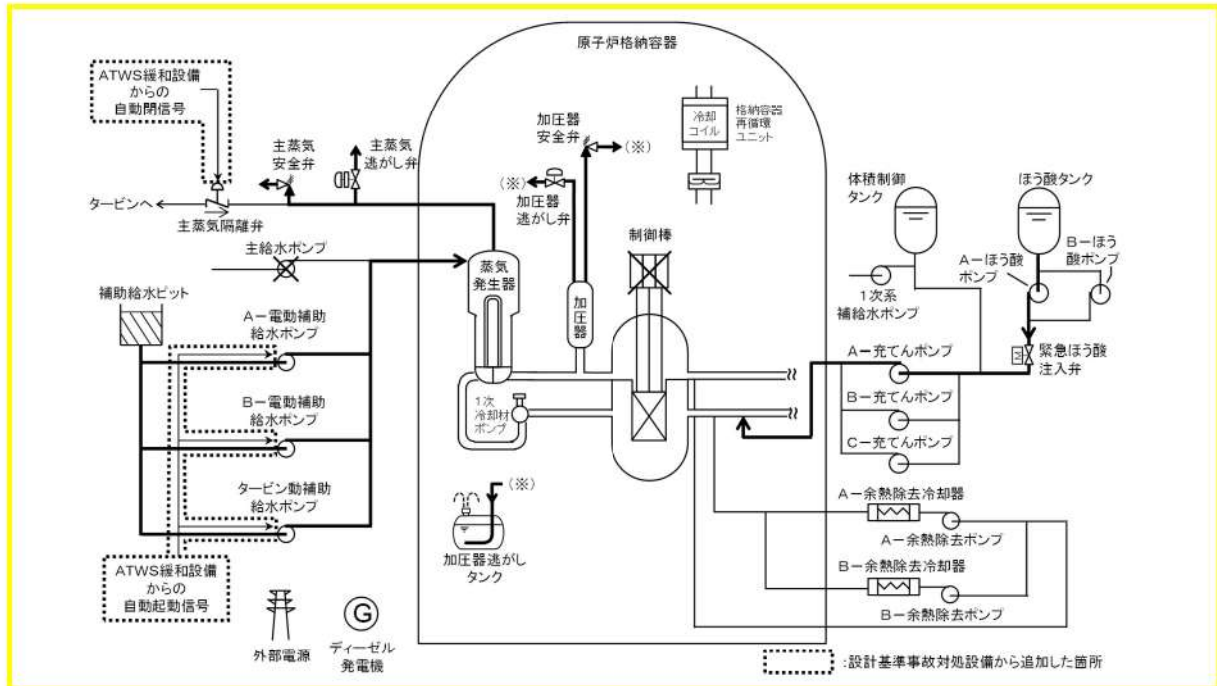 原子炉格納容器
ATWS緩和設備
からの
自動閉信号
主蒸気
安全弁
主蒸気
逃がし弁
タービンへ
主蒸気隔離弁
主給水ポンプ
補助給水ピット
A－電動補助
給水ポンプ
B－電動補助
給水ポンプ
タービン動補助
給水ポンプ
ATWS緩和設備
からの
自動起動信号
外部電源
G
ディーゼル
発電機
加圧器
安全弁
(※)
(※)
加圧器
逃がし弁
冷却
コイル
格納容器
再循環
ユニット
制御棒
蒸気
発生器
加圧器
1次
冷却材
ポンプ
(※)
加圧器逃がし
タンク
体積制御
タンク
ほう酸タンク
A－ほう酸
ポンプ
B－ほう
酸ポンプ
1次系
補給水ポンプ
M
緊急ほう酸
注入弁
A－充てんポンプ
B－充てんポンプ
C－充てんポンプ
A－余熱除去冷却器
A－余熱除去ポンプ
B－余熱除去冷却器
B－余熱除去ポンプ
:設計基準事故対処設備から追加した箇所